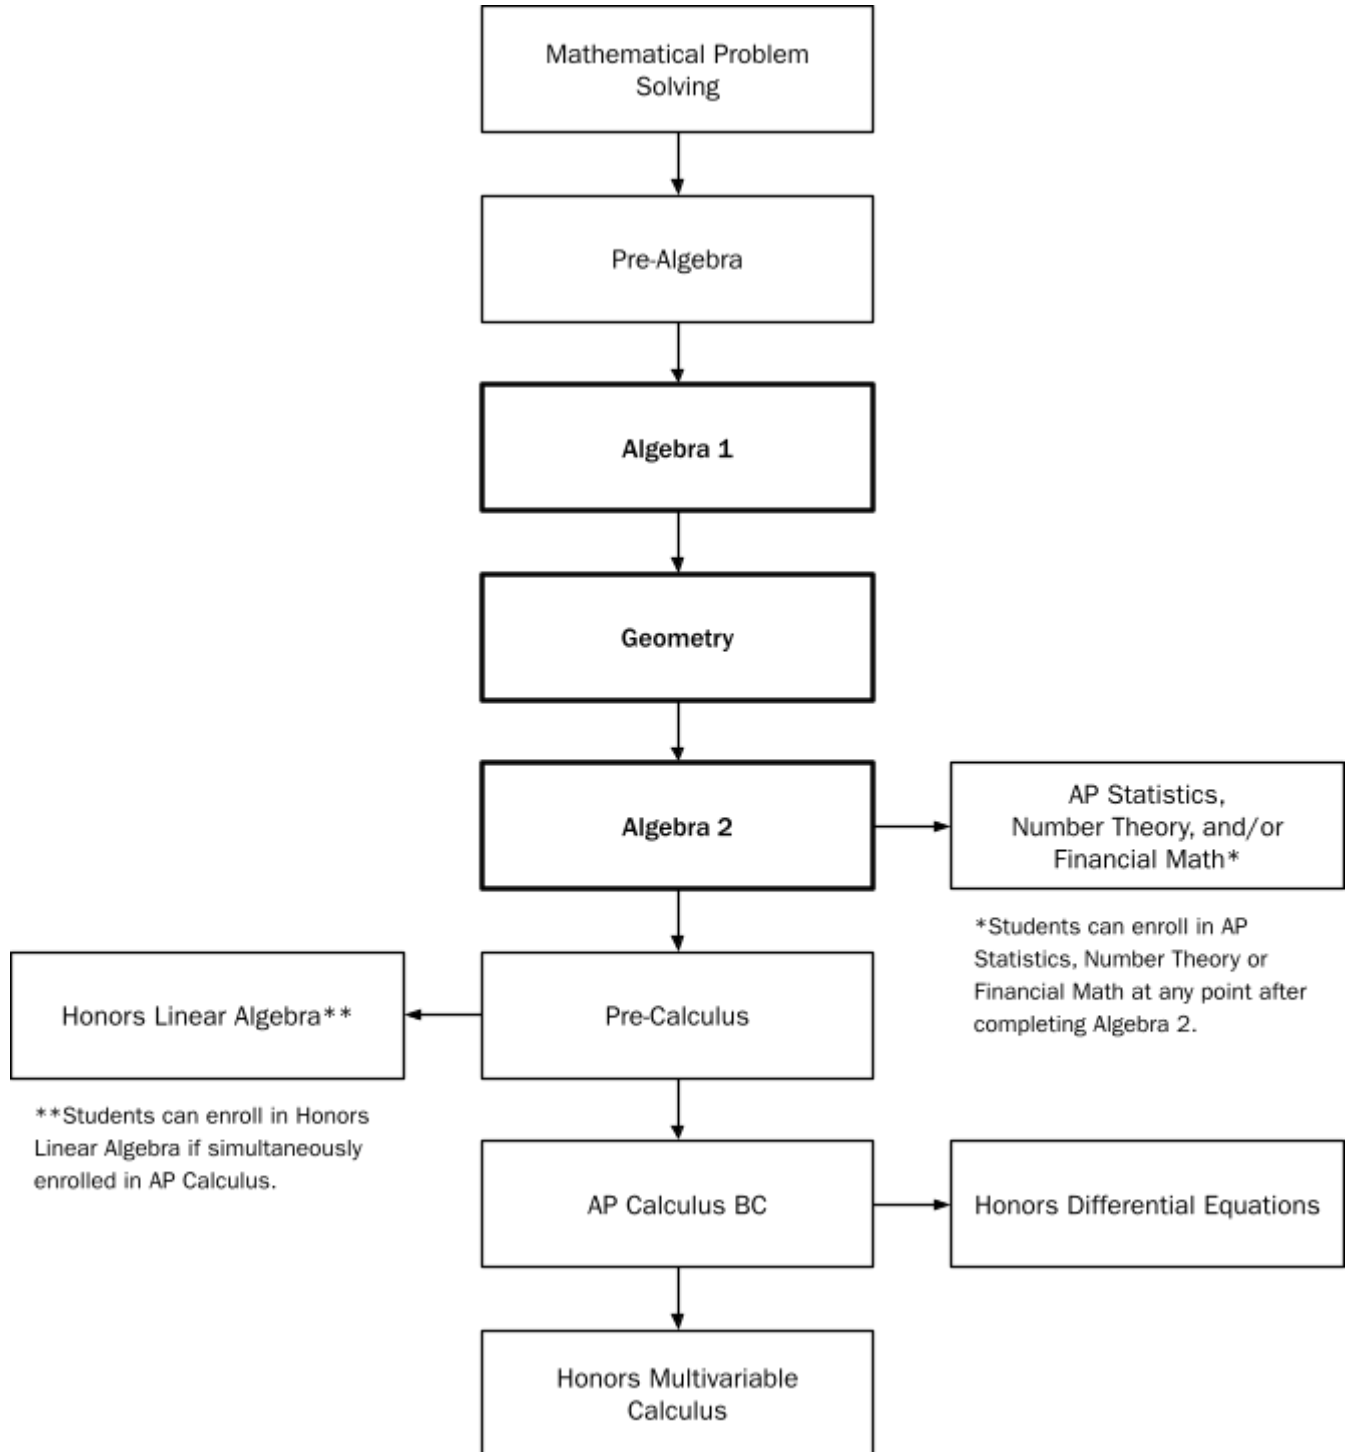 Mathematical Problem
Solving
Pre-Algebra
Algebra 1
Geometry
Algebra 2
AP Statistics,
Number Theory, and/or
Financial Math*
*Students can enroll in AP
Statistics, Number Theory or
Financial Math at any point after
completing Algebra 2.
Honors Linear Algebra**
Pre-Calculus
**Students can enroll in Honors
Linear Algebra if simultaneously
enrolled in AP Calculus.
AP Calculus BC
Honors Differential Equations
Honors Multivariable
Calculus